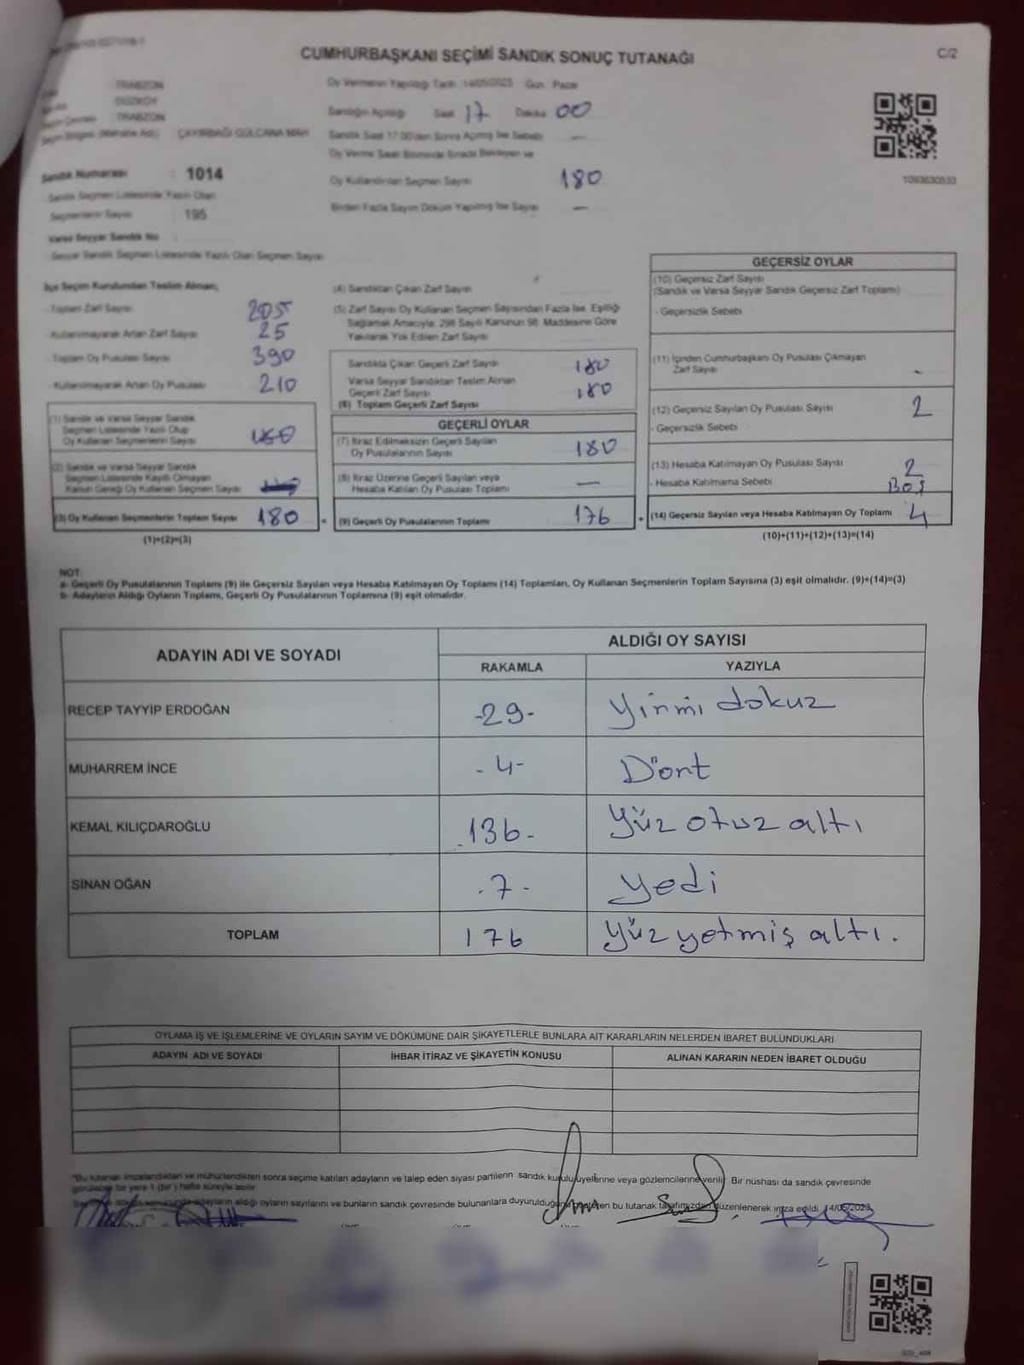 C/2
CUMHURBAŞKANI SEÇİMİ SANDIK SONUÇ TUTANAĞI
TRABZON
DÜZKÖY
TRABZON
ÇAYIRBAĞI GÜLCANA MAH
Oy Vermenin Yapıldığı Tarih : 14/05/2023 Gün : Pazar
Sandığın Açıldığı Saat 17 Dakika 00
Sandık Saat 17.00'den Sonra Açılmış İse Sebebi —
Oy Verme Saati Bitiminde Sırada Bekleyen ve
Oy Kullandırılan Seçmen Sayısı 180
Birden Fazla Sayım Döküm Yapılmış İse Sayısı —
Sandık Numarası : 1014
Sandık Seçmen Listesinde Yazılı Olan
Seçmenlerin Sayısı : 195
Varsa Seyyar Sandık No
Seyyar Sandık Seçmen Listesinde Yazılı Olan Seçmen Sayısı
İlçe Seçim Kurulundan Teslim Alınan;
- Toplam Zarf Sayısı 205
- Kullanılmayarak Artan Zarf Sayısı 25
- Toplam Oy Pusulası Sayısı 390
- Kullanılmayarak Artan Oy Pusulası 210
(1) Sandık ve Varsa Seyyar Sandık
Seçmen Listesinde Yazılı Olup
Oy Kullanan Seçmenlerin Sayısı
(2) Sandık ve Varsa Seyyar Sandık
Seçmen Listesinde Kayıtlı Olmayan
Kanun Gereği Oy Kullanan Seçmen Sayısı
(3) Oy Kullanan Seçmenlerin Toplam Sayısı 180
(1)+(2)=(3)
(4) Sandıktan Çıkan Zarf Sayısı
(5) Zarf Sayısı Oy Kullanan Seçmen Sayısından Fazla İse, Eşitliği
Sağlamak Amacıyla, 298 Sayılı Kanunun 98. Maddesine Göre
Yakılarak Yok Edilen Zarf Sayısı
Sandıkta Çıkan Geçerli Zarf Sayısı 180
Varsa Seyyar Sandıktan Teslim Alınan
Geçerli Zarf Sayısı 180
(6) Toplam Geçerli Zarf Sayısı
GEÇERLİ OYLAR
(7) İtiraz Edilmeksizin Geçerli Sayılan
Oy Pusulalarının Sayısı 180
(8) İtiraz Üzerine Geçerli Sayılan veya
Hesaba Katılan Oy Pusulası Toplamı —
(9) Geçerli Oy Pusulalarının Toplamı 176
GEÇERSİZ OYLAR
(10) Geçersiz Zarf Sayısı
(Sandık ve Varsa Seyyar Sandık Geçersiz Zarf Toplamı)
- Geçersizlik Sebebi
(11) İçinden Cumhurbaşkanı Oy Pusulası Çıkmayan
Zarf Sayısı -
(12) Geçersiz Sayılan Oy Pusulası Sayısı 2
- Geçersizlik Sebebi
(13) Hesaba Katılmayan Oy Pusulası Sayısı 2
- Hesaba Katılmama Sebebi Boş
(14) Geçersiz Sayılan veya Hesaba Katılmayan Oy Toplamı 4
(10)+(11)+(12)+(13)=(14)
NOT:
a- Geçerli Oy Pusulalarının Toplamı (9) ile Geçersiz Sayılan veya Hesaba Katılmayan Oy Toplamı (14) Toplamları, Oy Kullanan Seçmenlerin Toplam Sayısına (3) eşit olmalıdır. (9)+(14)=(3)
b- Adayların Aldığı Oyların Toplamı, Geçerli Oy Pusulalarının Toplamına (9) eşit olmalıdır.
ADAYIN ADI VE SOYADI
ALDIĞI OY SAYISI
RAKAMLA YAZIYLA
RECEP TAYYİP ERDOĞAN -29- Yirmi dokuz
MUHARREM İNCE -4- Dört
KEMAL KILIÇDAROĞLU .136- Yüz otuz altı
SİNAN OĞAN .7- yedi
TOPLAM 176 Yüz yetmiş altı.
OYLAMA İŞ VE İŞLEMLERİNE VE OYLARIN SAYIM VE DÖKÜMÜNE DAİR ŞİKAYETLERLE BUNLARA AİT KARARLARIN NELERDEN İBARET BULUNDUKLARI
ADAYIN ADI VE SOYADI İHBAR İTİRAZ VE ŞİKAYETİN KONUSU ALINAN KARARIN NEDEN İBARET OLDUĞU
"Bu tutanak imzalandıktan ve mühürlendikten sonra seçime katılan adayların ve talep eden siyasi partilerin sandık kurulu üyelerine veya gözlemcilerine verilir. Bir nüshası da sandık çevresinde
adayların aldığı oyların sayılarını ve bunların sandık çevresinde bulunanlara duyurulduğunu gösteren bu tutanak tarafımızdan düzenlenerek imza edildi. 14/05/2023